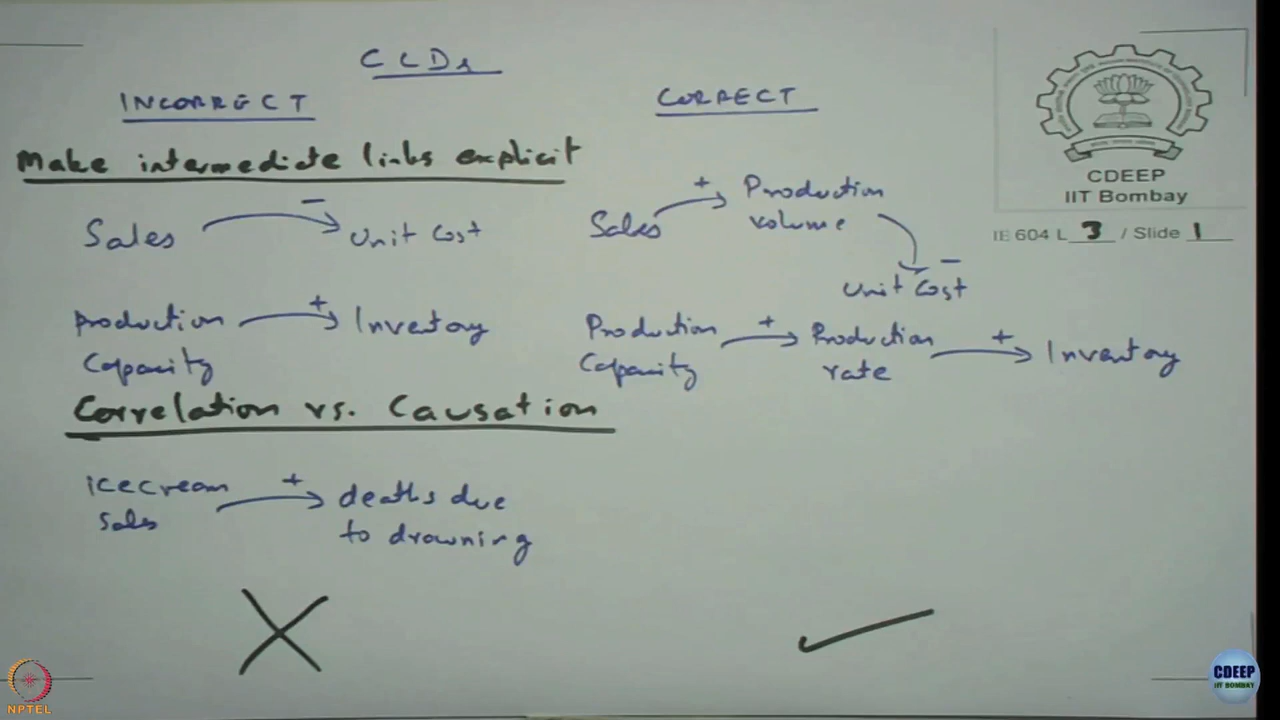 CLDs
INCORRECT
CORRECT
Make intermediate links explicit
Sales
−
Unit Cost
Sales
+
Production
volume
−
Unit Cost
Production
Capacity
+
Inventory
Production
Capacity
+
Production
rate
+
Inventory
Correlation vs. Causation
icecream
sales
+
deaths due
to drowning
CDEEP
IIT Bombay
IE 604 L 3 / Slide 1
NPTEL
CDEEP
IIT BOMBAY